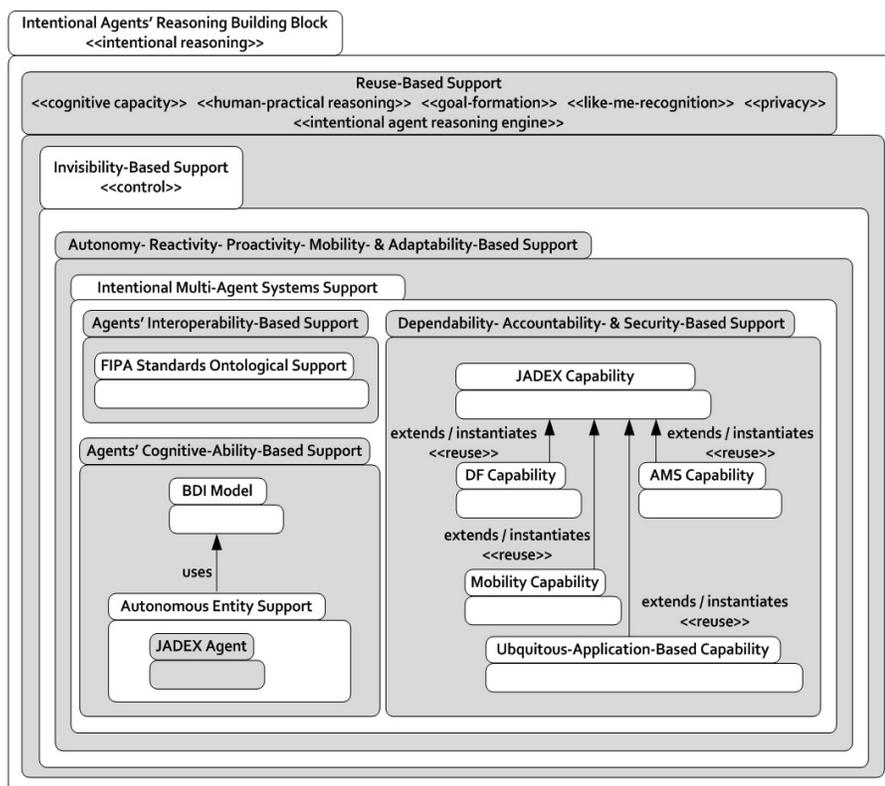 Intentional Agents’ Reasoning Building Block
<<intentional reasoning>>
Reuse-Based Support
<<cognitive capacity>> <<human-practical reasoning>> <<goal-formation>> <<like-me-recognition>> <<privacy>>
<<intentional agent reasoning engine>>
Invisibility-Based Support
<<control>>
Autonomy- Reactivity- Proactivity- Mobility- & Adaptability-Based Support
Intentional Multi-Agent Systems Support
Agents’ Interoperability-Based Support
FIPA Standards Ontological Support
Agents’ Cognitive-Ability-Based Support
BDI Model
uses
Autonomous Entity Support
JADEX Agent
Dependability- Accountability- & Security-Based Support
JADEX Capability
extends / instantiates
<<reuse>>
extends / instantiates
<<reuse>>
DF Capability
AMS Capability
extends / instantiates
<<reuse>>
Mobility Capability
extends / instantiates
<<reuse>>
Ubquitous-Application-Based Capability